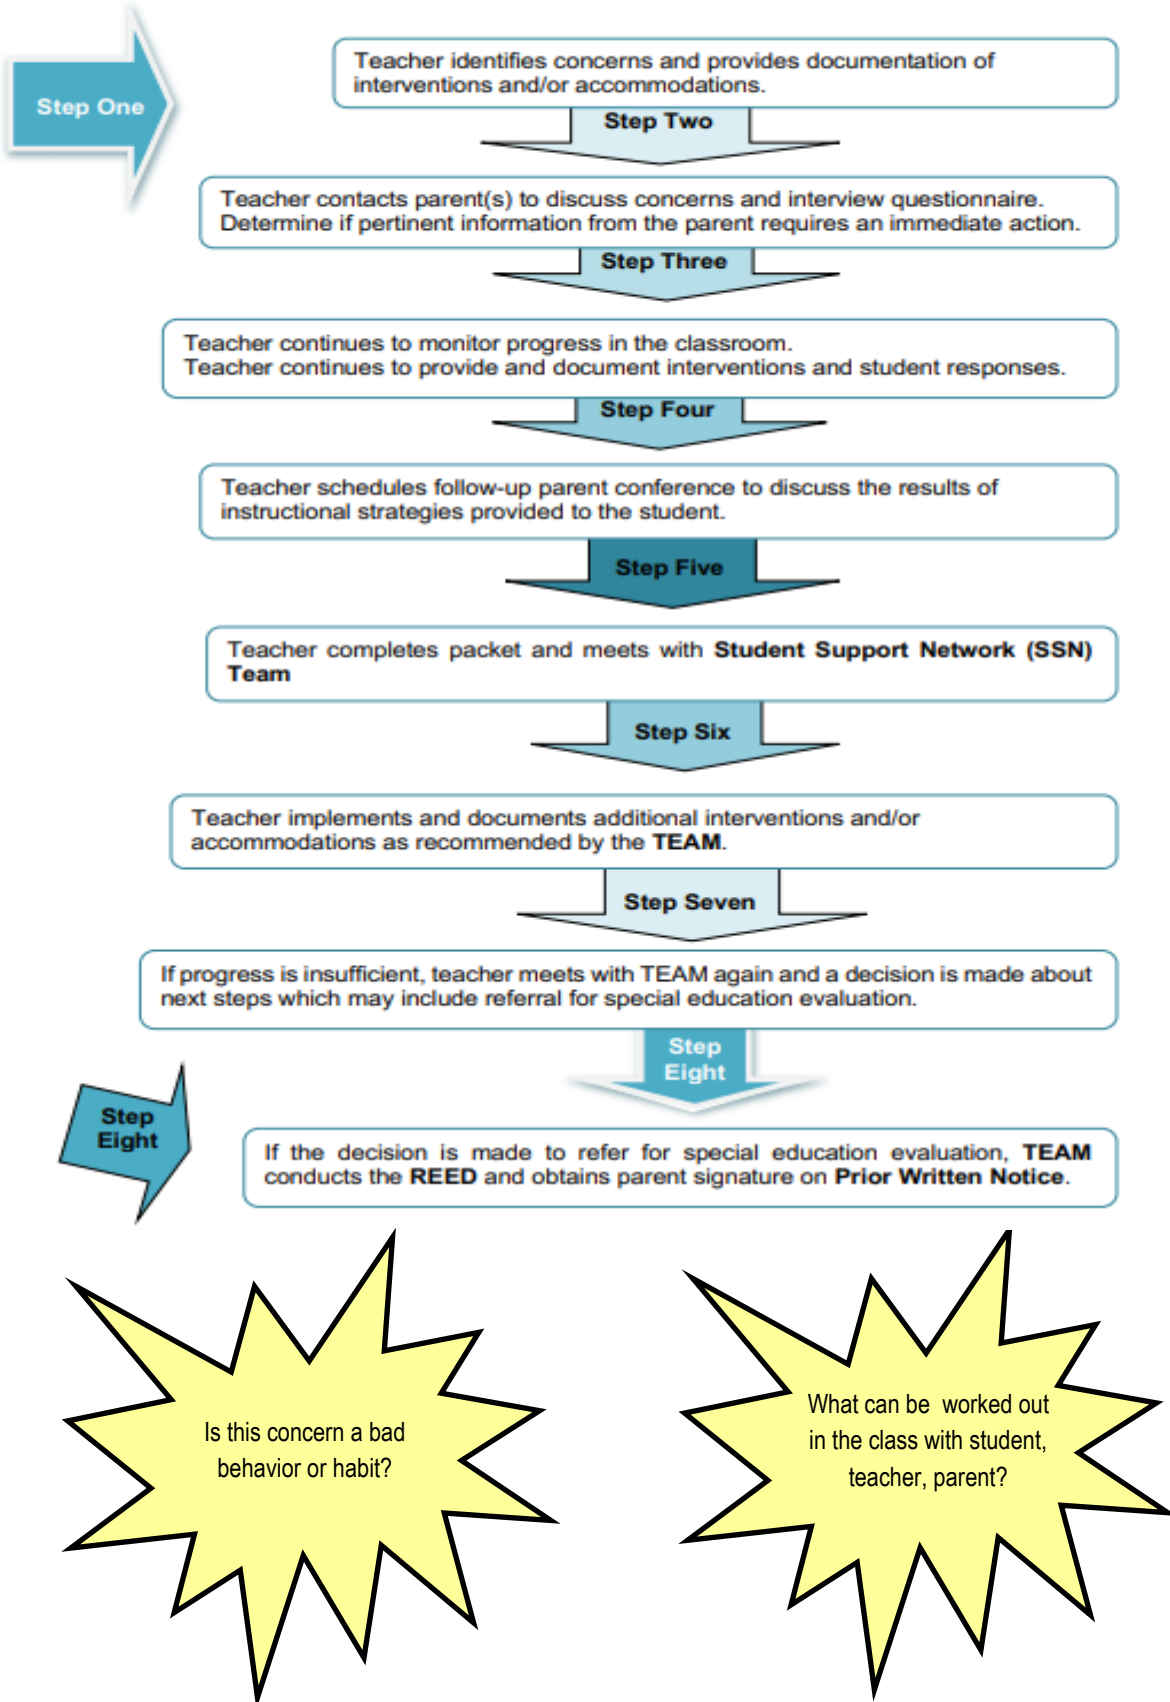 Step One
Teacher identifies concerns and provides documentation of
interventions and/or accommodations.
Step Two
Teacher contacts parent(s) to discuss concerns and interview questionnaire.
Determine if pertinent information from the parent requires an immediate action.
Step Three
Teacher continues to monitor progress in the classroom.
Teacher continues to provide and document interventions and student responses.
Step Four
Teacher schedules follow-up parent conference to discuss the results of
instructional strategies provided to the student.
Step Five
Teacher completes packet and meets with Student Support Network (SSN)
Team
Step Six
Teacher implements and documents additional interventions and/or
accommodations as recommended by the TEAM.
Step Seven
If progress is insufficient, teacher meets with TEAM again and a decision is made about
next steps which may include referral for special education evaluation.
Step
Eight
Step
Eight
If the decision is made to refer for special education evaluation, TEAM
conducts the REED and obtains parent signature on Prior Written Notice.
Is this concern a bad
behavior or habit?
What can be worked out
in the class with student,
teacher, parent?